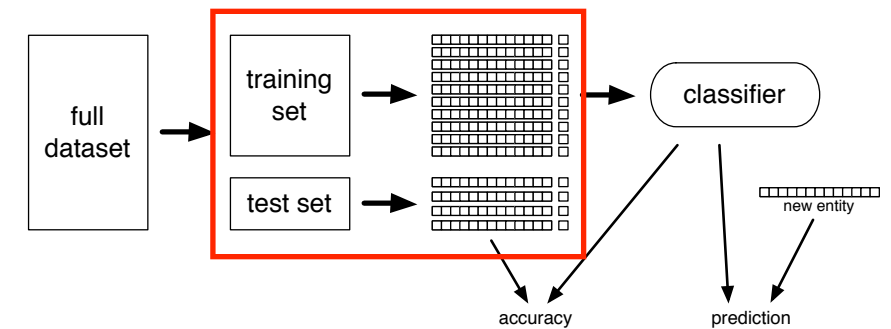 full
dataset
training
set
test set
classifier
new entity
accuracy
prediction